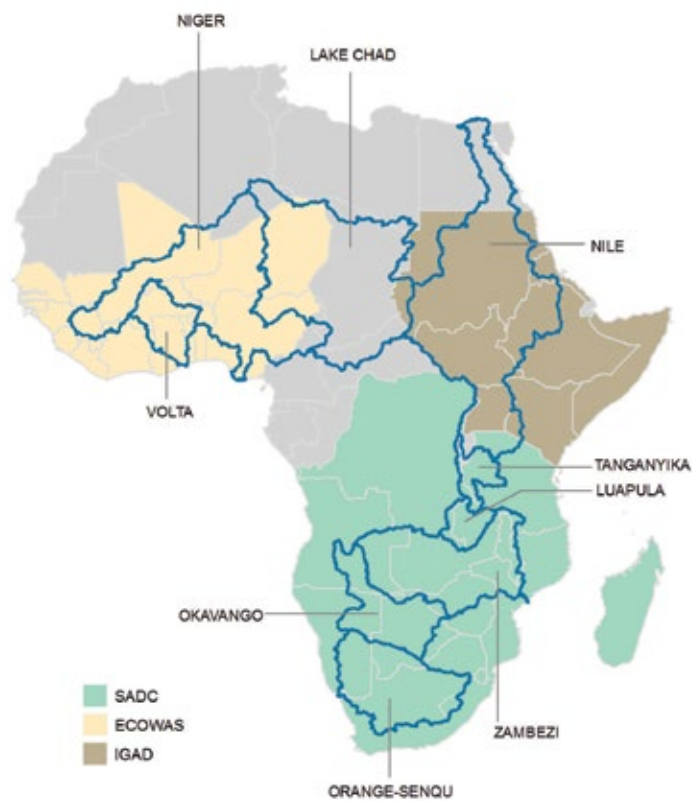 NIGER
LAKE CHAD
NILE
VOLTA
TANGANYIKA
LUAPULA
OKAVANGO
SADC
ECOWAS
IGAD
ZAMBEZI
ORANGE-SENQU